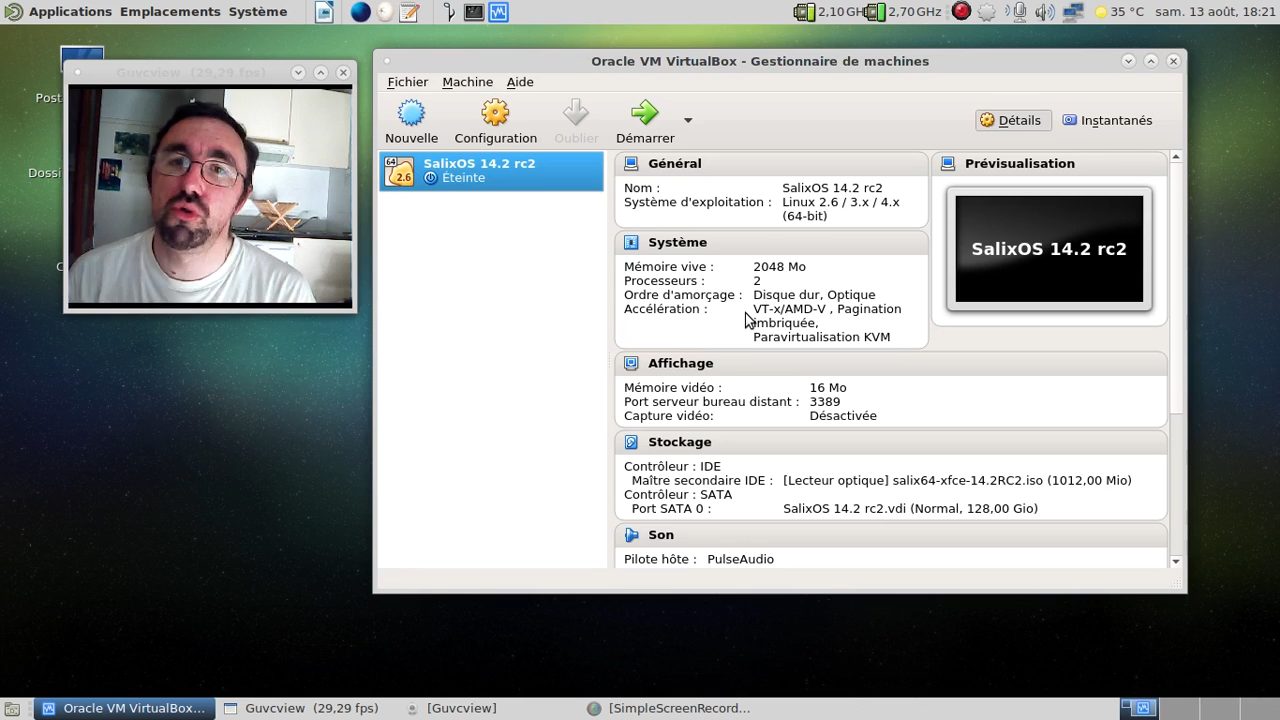 Applications Emplacements Système
2,10 GH 2,70 GHz 35 °C sam. 13 août, 18:21
Post
Dossi
C
Guvcview (29,29 fps)
Oracle VM VirtualBox - Gestionnaire de machines
Fichier Machine Aide
Nouvelle Configuration Oublier Démarrer Détails Instantanés
64
2.6
SalixOS 14.2 rc2
Éteinte
Général
Nom : SalixOS 14.2 rc2
Système d'exploitation : Linux 2.6 / 3.x / 4.x
(64-bit)
Prévisualisation
SalixOS 14.2 rc2
Système
Mémoire vive : 2048 Mo
Processeurs : 2
Ordre d'amorçage : Disque dur, Optique
Accélération : VT-x/AMD-V , Pagination
imbriquée,
Paravirtualisation KVM
Affichage
Mémoire vidéo : 16 Mo
Port serveur bureau distant : 3389
Capture vidéo: Désactivée
Stockage
Contrôleur : IDE
Maître secondaire IDE : [Lecteur optique] salix64-xfce-14.2RC2.iso (1012,00 Mio)
Contrôleur : SATA
Port SATA 0 : SalixOS 14.2 rc2.vdi (Normal, 128,00 Gio)
Son
Pilote hôte : PulseAudio
Oracle VM VirtualBox... Guvcview (29,29 fps) [Guvcview] [SimpleScreenRecord...